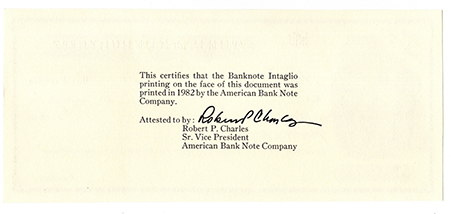 This certifies that the Banknote Intaglio
printing on the face of this document was
printed in 1982 by the American Bank Note
Company.
Attested to by: Robert P Charles
Robert P. Charles
Sr. Vice President
American Bank Note Company